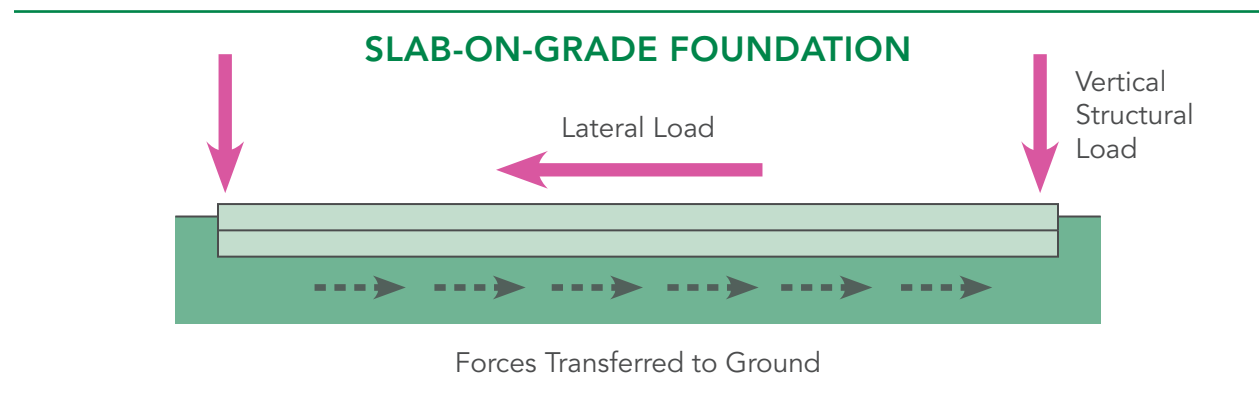 SLAB-ON-GRADE FOUNDATION
Lateral Load
Vertical
Structural
Load
Forces Transferred to Ground